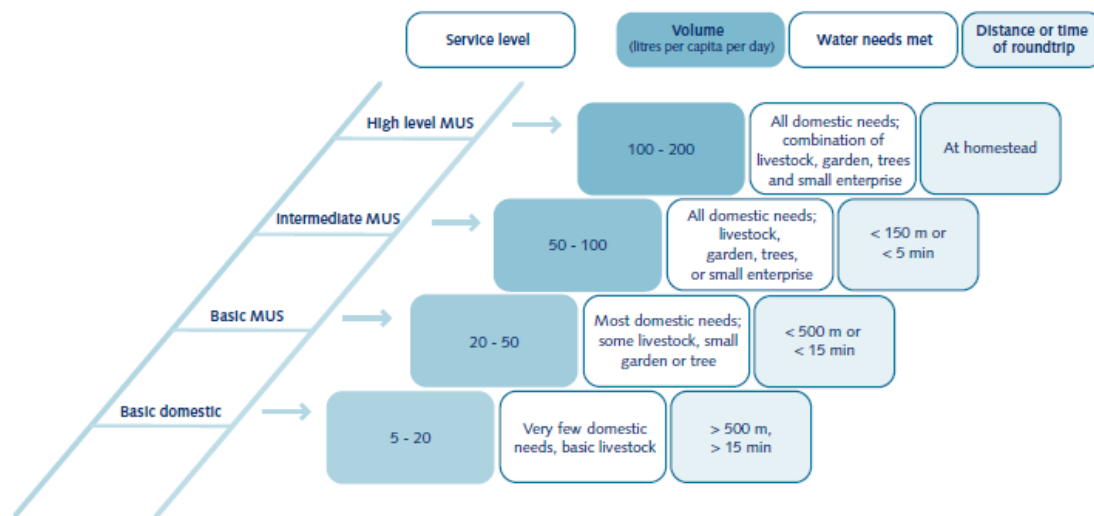 Service level
Volume
(litres per capita per day)
Water needs met
Distance or time
of roundtrip
High level MUS
100 - 200
All domestic needs;
combination of
livestock, garden, trees
and small enterprise
At homestead
Intermediate MUS
50 - 100
All domestic needs;
livestock,
garden, trees,
or small enterprise
< 150 m or
< 5 min
Basic MUS
20 - 50
Most domestic needs;
some livestock, small
garden or tree
< 500 m or
< 15 min
Basic domestic
5 - 20
Very few domestic
needs, basic livestock
> 500 m,
> 15 min